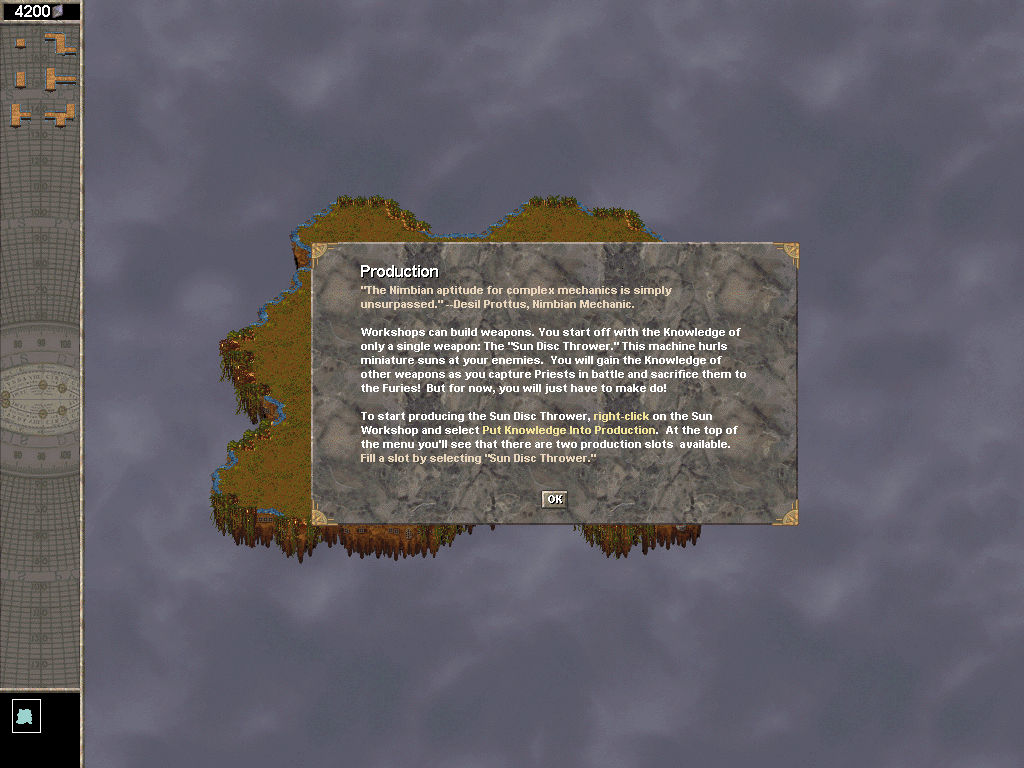 4200
Production
"The Nimbian aptitude for complex mechanics is simply
unsurpassed." --Desil Prottus, Nimbian Mechanic.
Workshops can build weapons. You start off with the Knowledge of
only a single weapon: The "Sun Disc Thrower." This machine hurls
miniature suns at your enemies. You will gain the Knowledge of
other weapons as you capture Priests in battle and sacrifice them to
the Furies! But for now, you will just have to make do!
To start producing the Sun Disc Thrower, right-click on the Sun
Workshop and select Put Knowledge Into Production. At the top of
the menu you'll see that there are two production slots available.
Fill a slot by selecting "Sun Disc Thrower."
OK